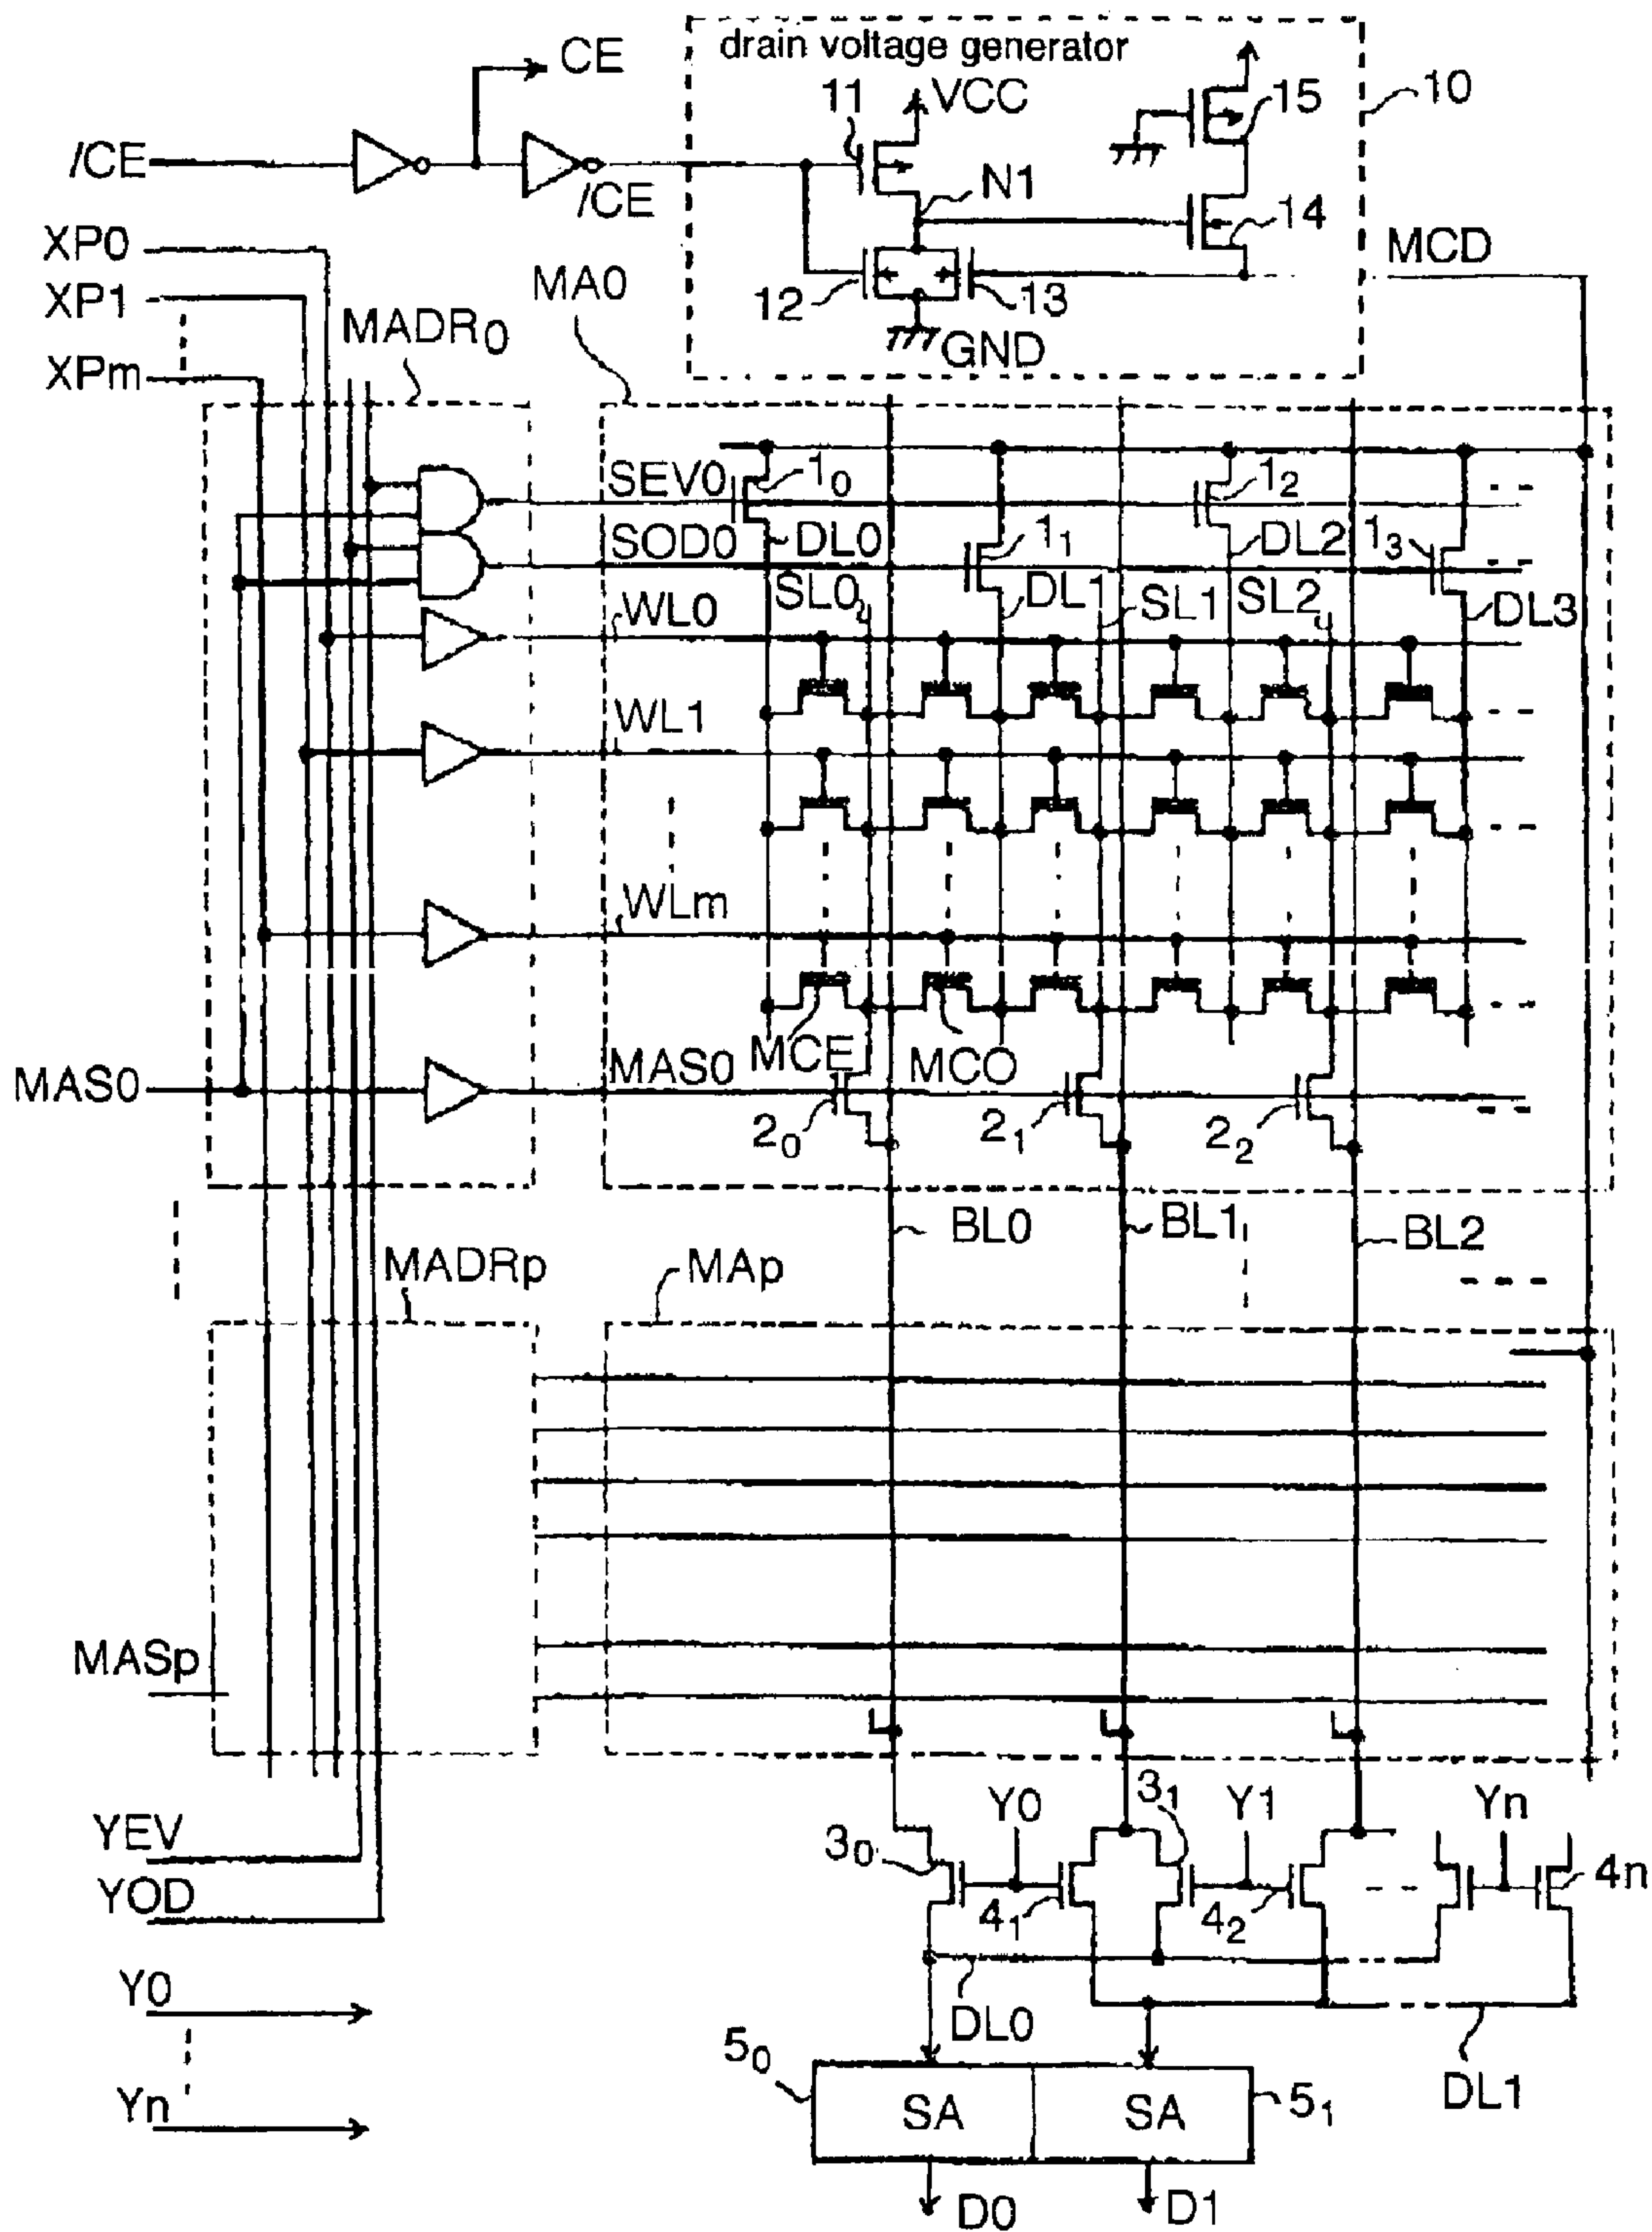 drain voltage generator
CE
11
VCC
15
10
/CE
/CE
N1
14
XP0
MA0
MCD
XP1
12
13
MADR0
GND
XPm
SEV0
10
12
SOD0
DL0
11
DL2
13
SL0
WL0
DL1
SL1
SL2
DL3
WL1
WLm
MCE
MCO
MAS0
MAS0
20
21
22
BL0
BL1
BL2
MADRp
MAp
MASp
Y0
31
Y1
Yn
YEV
30
4n
YOD
41
42
Y0
DL0
50
DL1
Yn
SA
SA
51
D0
D1